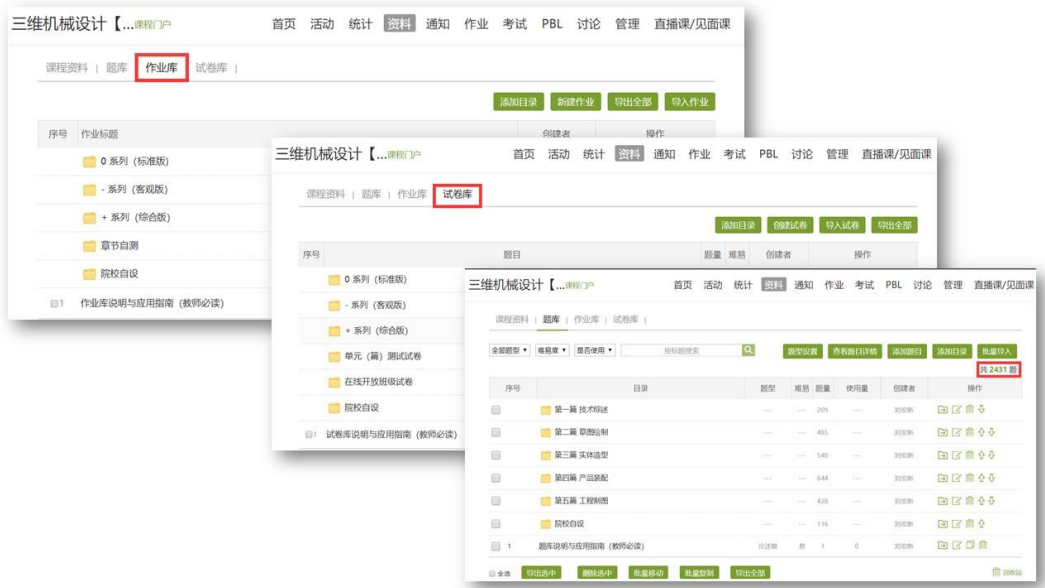 三维机械设计【...课程门户 首页 活动 统计 资料 通知 作业 考试 PBL 讨论 管理 直播课/见面课
课程资料 | 题库 作业库 试卷库 |
添加目录 新建作业 导出全部 导入作业
序号 作业标题 创建者 操作
0 系列（标准版）
- 系列（客观版）
+ 系列（综合版）
章节自测
院校自设
1 作业库说明与应用指南（教师必读）
三维机械设计【...课程门户 首页 活动 统计 资料 通知 作业 考试 PBL 讨论 管理 直播课/见面课
课程资料 | 题库 | 作业库 试卷库
添加目录 创建试卷 导入试卷 导出全部
序号 题目 题量 难易 创建者 操作
0 系列（标准版）
- 系列（客观版）
+ 系列（综合版）
单元（篇）测试试卷
在线开放班级试卷
院校自设
1 试卷库说明与应用指南（教师必读）
三维机械设计【...课程门户 首页 活动 统计 资料 通知 作业 考试 PBL 讨论 管理 直播课/见面课
课程资料 | 题库 | 作业库 | 试卷库 |
全部题型 难易度 是否使用 按标题搜索 题型设置 查看题目详情 添加题目 添加目录 批量导入
共 2431 题
序号 目录 题型 难易 题量 使用量 创建者 操作
第一篇 技术综述 --- --- 209 ---
第二篇 草图绘制 --- --- 485 ---
第三篇 实体造型 --- --- 548 ---
第四篇 产品装配 --- --- 644 ---
第五篇 工程制图 --- --- 428 ---
院校自设 --- --- 116 ---
1 题库说明与应用指南（教师必读） 论述题 易 1 0
全选 导出选中 删除选中 批量移动 批量复制 导出全部 回收站